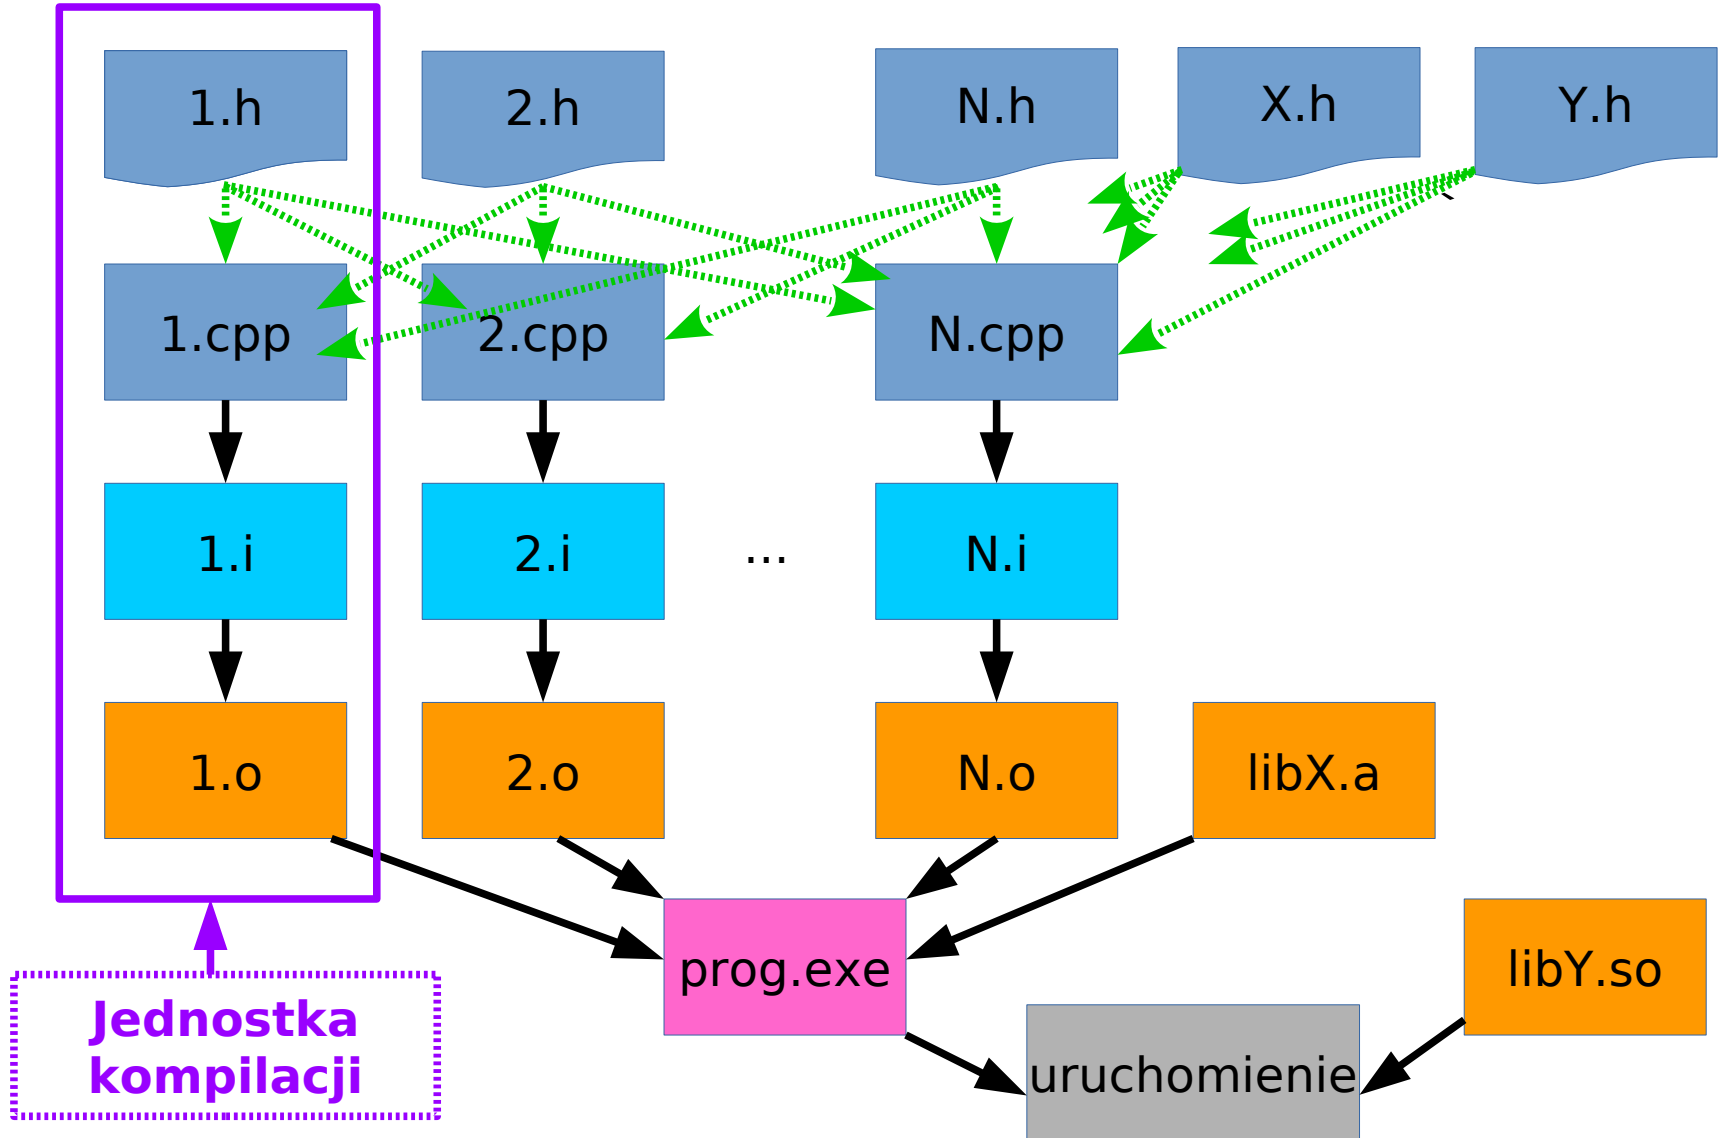 1.h
2.h
N.h
X.h
Y.h
1.cpp
2.cpp
N.cpp
1.i
2.i
...
N.i
1.o
2.o
N.o
libX.a
prog.exe
libY.so
Jednostka
kompilacji
uruchomienie